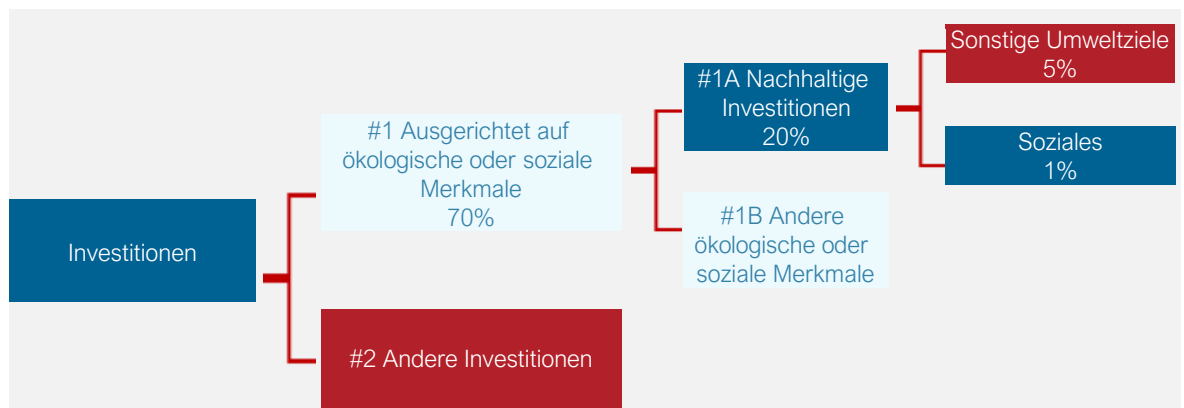 Investitionen
#1 Ausgerichtet auf
ökologische oder soziale
Merkmale
70%
#2 Andere Investitionen
#1A Nachhaltige
Investitionen
20%
#1B Andere
ökologische oder
soziale Merkmale
Sonstige Umweltziele
5%
Soziales
1%